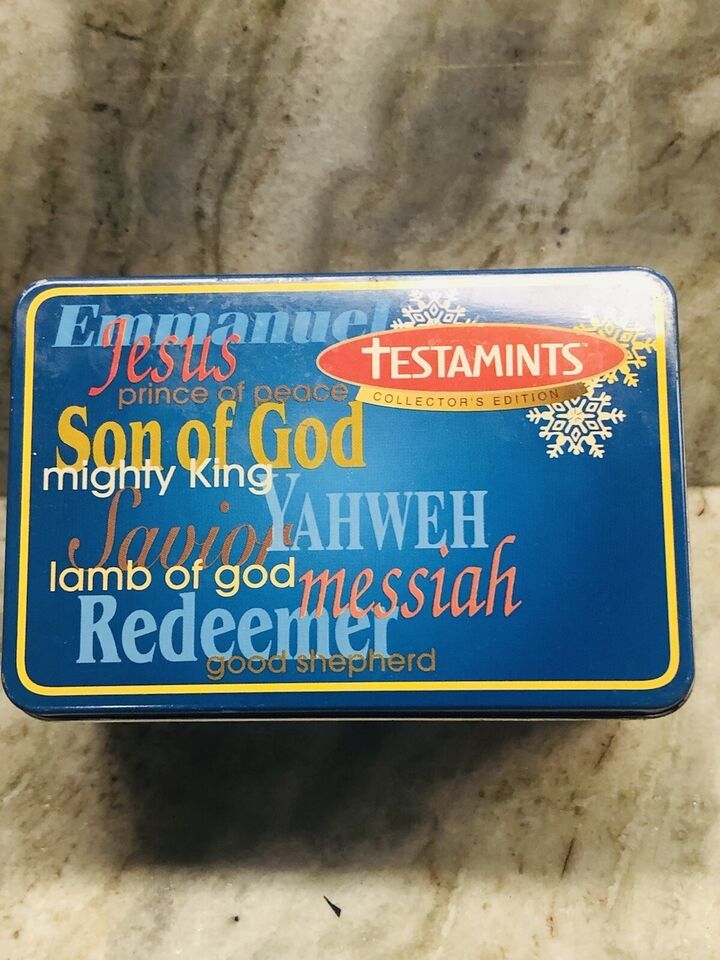 Emmanuel
Jesus
prince of peace
Son of God
mighty King
Savior
YAHWEH
lamb of god
messiah
Redeemer
good shepherd
TESTAMINTS™
COLLECTOR'S EDITION